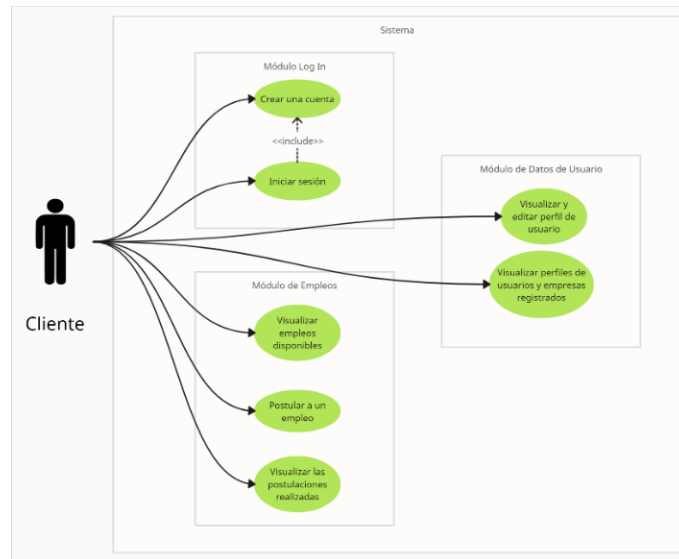 Sistema
Módulo Log In
Crear una cuenta
<<include>>
Iniciar sesión
Módulo de Datos de Usuario
Visualizar y
editar perfil de
usuario
Visualizar perfiles de
usuarios y empresas
registrados
Cliente
Módulo de Empleos
Visualizar
empleos
disponibles
Postular a un
empleo
Visualizar las
postulaciones
realizadas